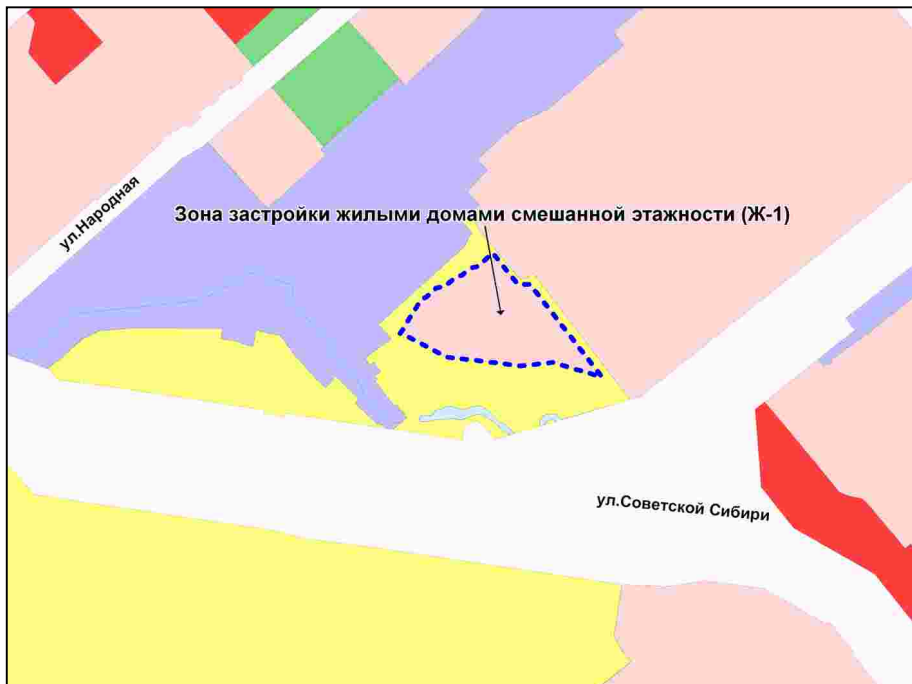 ул.Народная
Зона застройки жилыми домами смешанной этажности (Ж-1)
ул.Советской Сибири